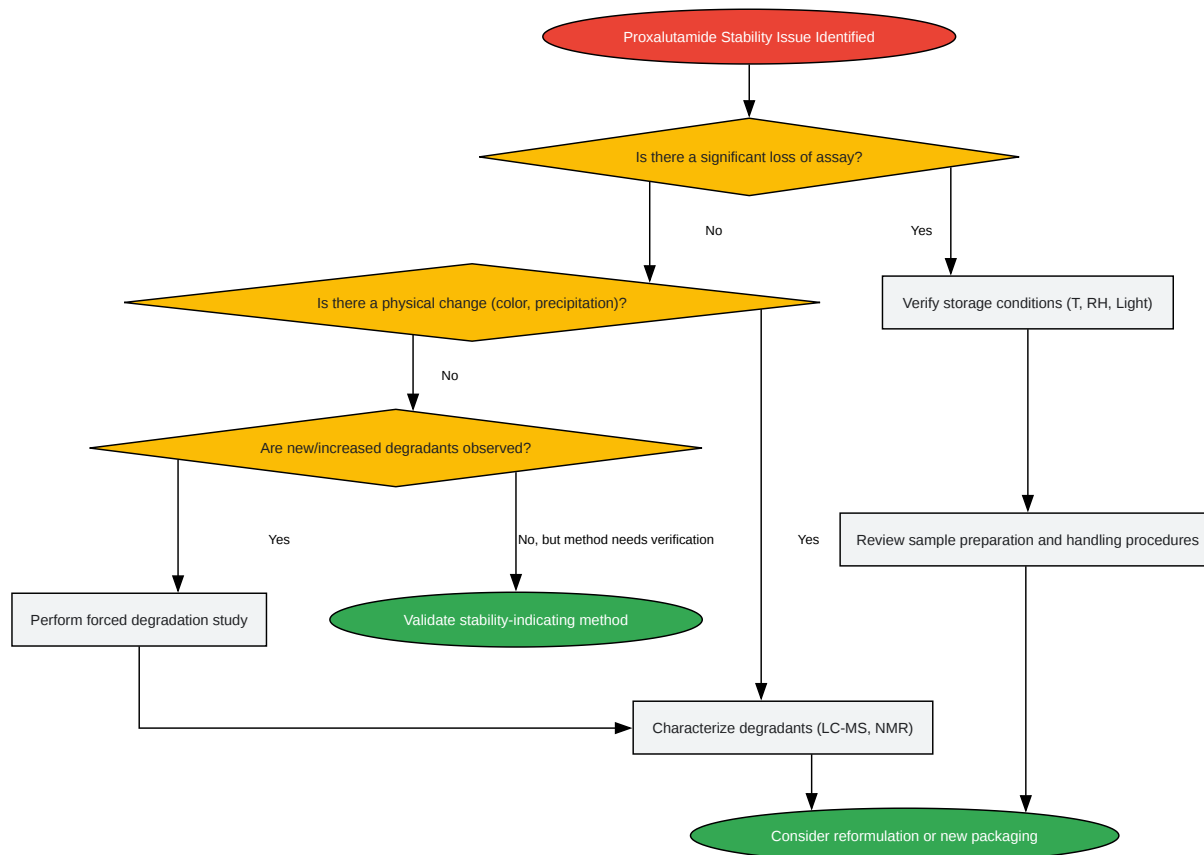 Proxalutamide Stability Issue Identified
Is there a significant loss of assay?
No
Yes
Is there a physical change (color, precipitation)?
Verify storage conditions (T, RH, Light)
No
Are new/increased degradants observed?
Yes
No, but method needs verification
Yes
Review sample preparation and handling procedures
Perform forced degradation study
Validate stability-indicating method
Characterize degradants (LC-MS, NMR)
Consider reformulation or new packaging